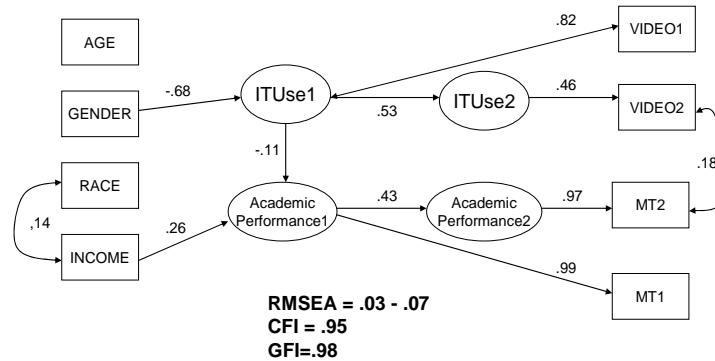 AGE
.82
VIDEO1
GENDER
-.68
ITUse1
.53
ITUse2
.46
VIDEO2
-.11
.18
RACE
,14
INCOME
.26
Academic
Performance1
.43
Academic
Performance2
.97
MT2
.99
MT1
RMSEA = .03 - .07
CFI = .95
GFI=.98